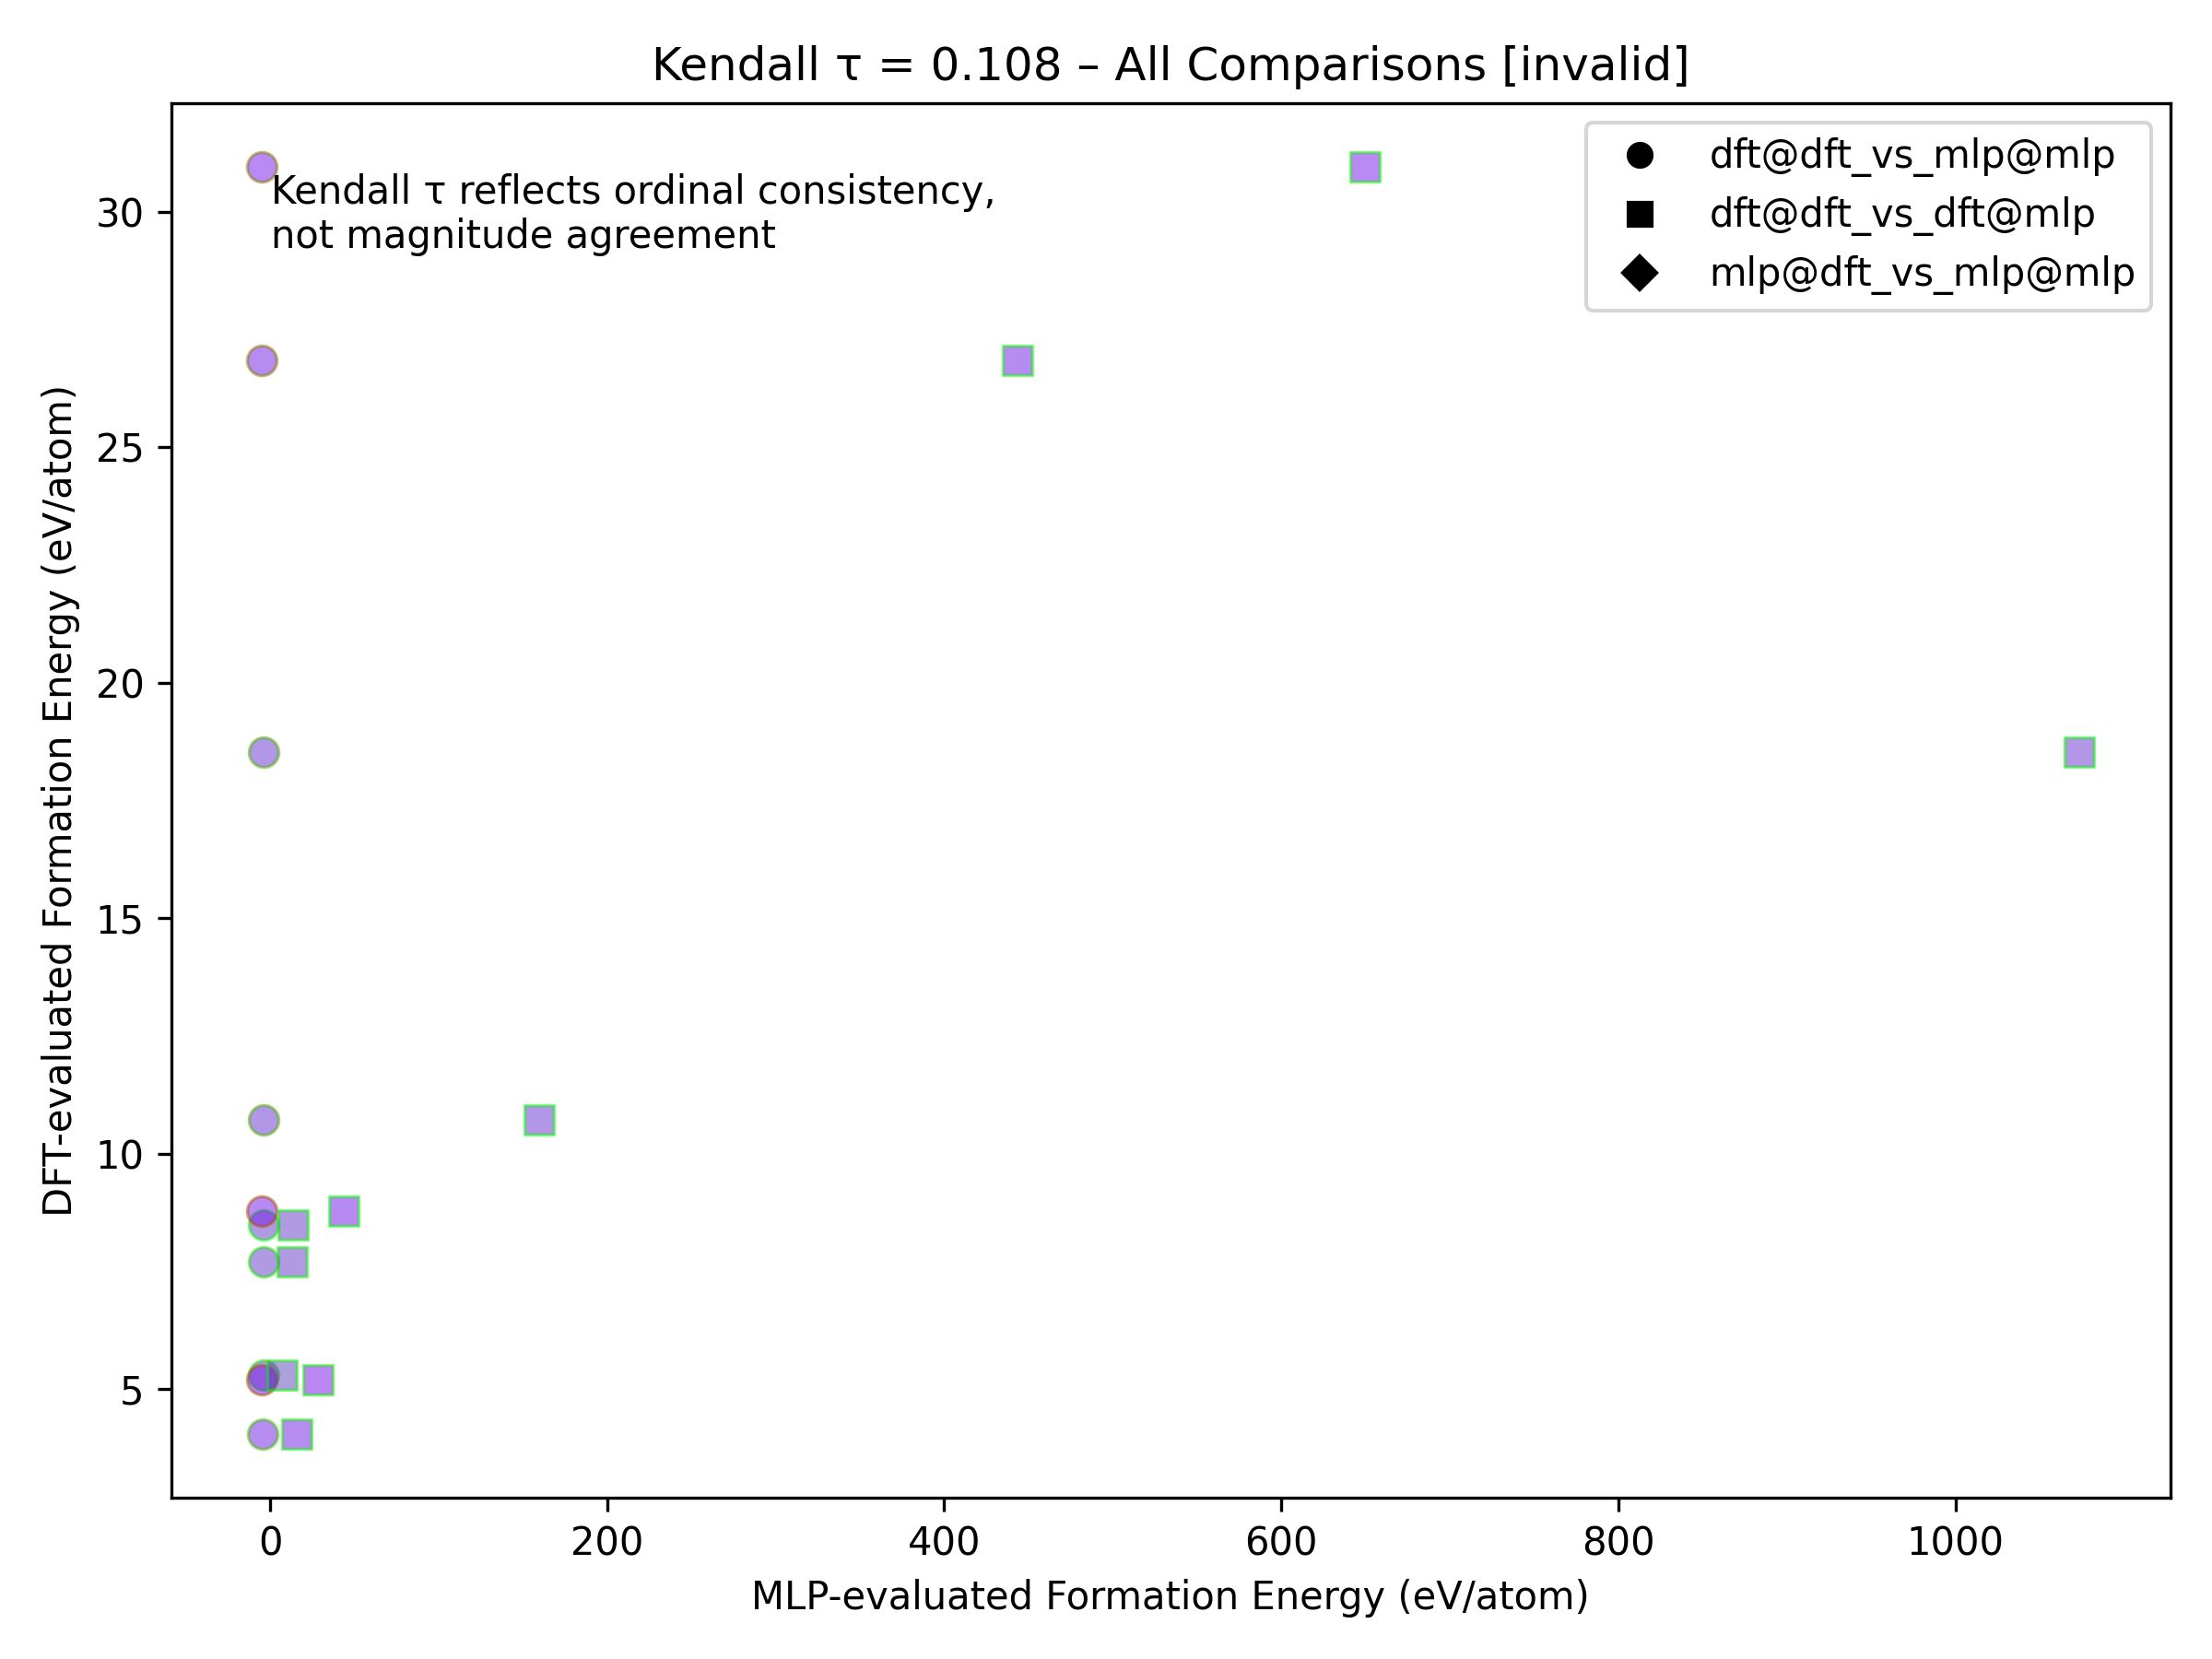 Kendall τ = 0.108 – All Comparisons [invalid]
Kendall τ reflects ordinal consistency,
not magnitude agreement
dft@dft_vs_mlp@mlp
dft@dft_vs_dft@mlp
mlp@dft_vs_mlp@mlp
DFT-evaluated Formation Energy (eV/atom)
30
25
20
15
10
5
0 200 400 600 800 1000
MLP-evaluated Formation Energy (eV/atom)